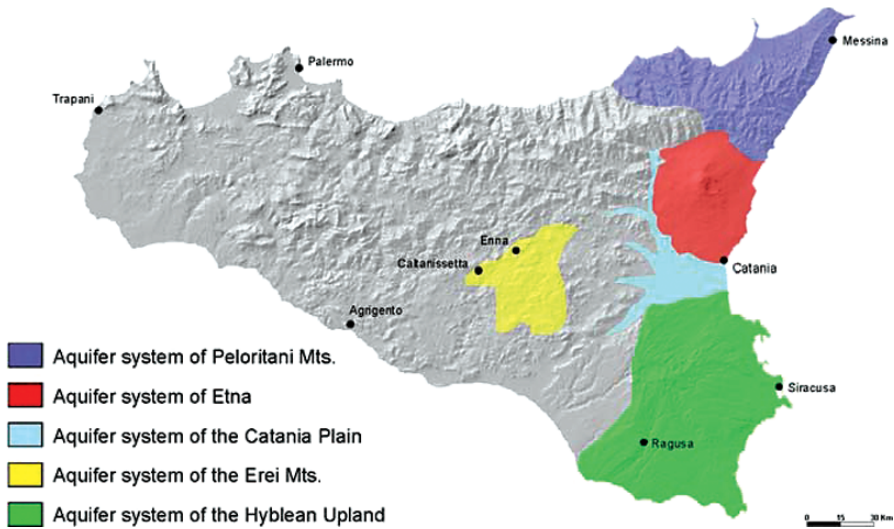 Messina
Palermo
Trapani
Enna
Caltanissetta
Catania
Agrigento
Aquifer system of Peloritani Mts.
Aquifer system of Etna
Siracusa
Aquifer system of the Catania Plain
Ragusa
Aquifer system of the Erei Mts.
Aquifer system of the Hyblean Upland
0 15 30 Km